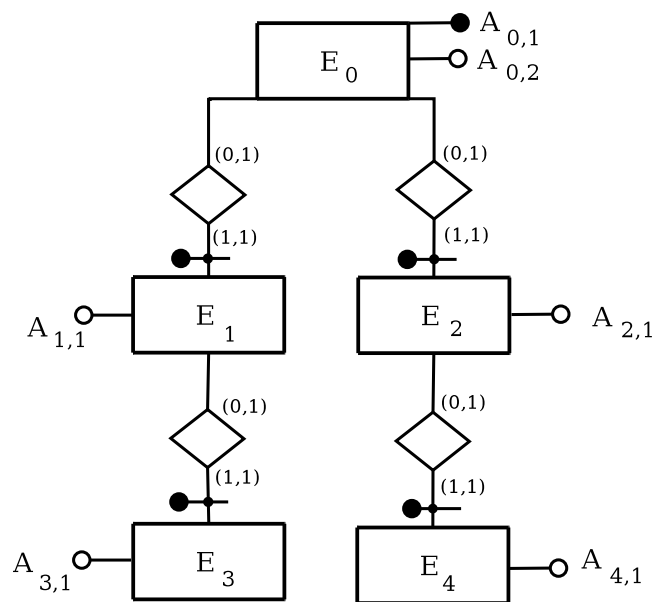 E 0
A 0,1
A 0,2
(0,1)
(0,1)
(1,1)
(1,1)
A 1,1
E 1
E 2
A 2,1
(0,1)
(0,1)
(1,1)
(1,1)
A 3,1
E 3
E 4
A 4,1